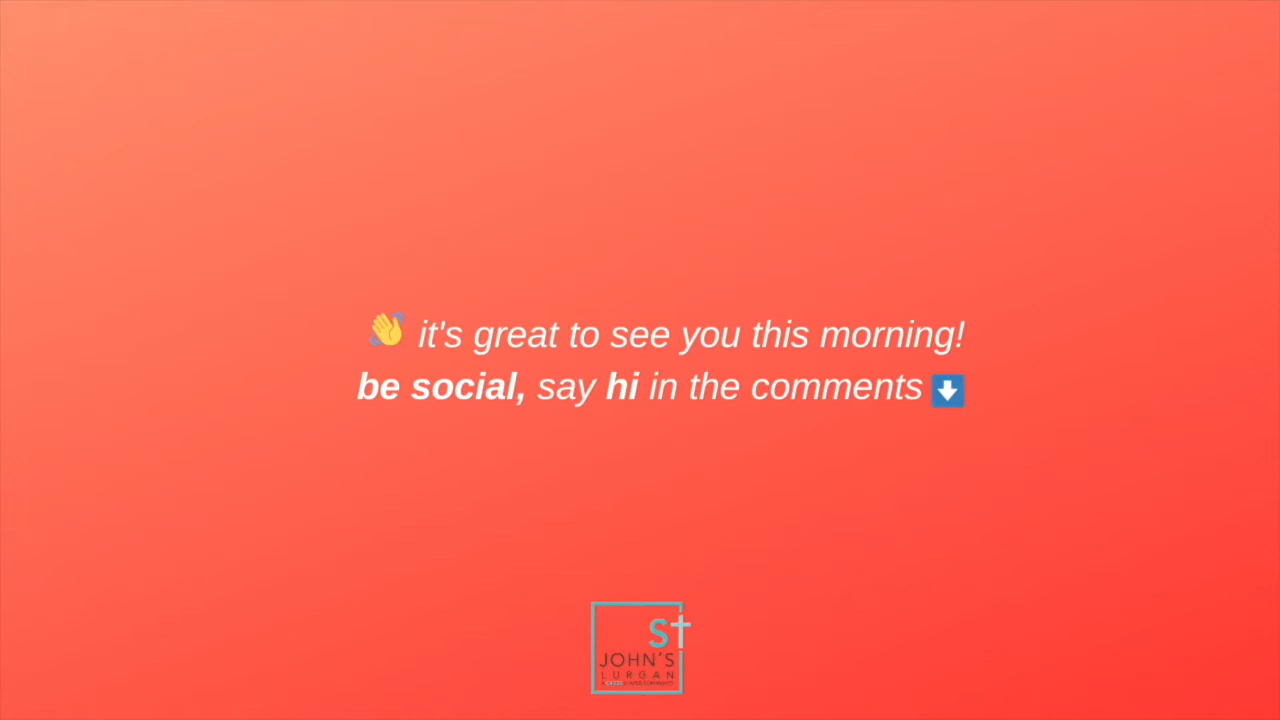 👋 it's great to see you this morning!
be social, say hi in the comments ⬇️
St
JOHN'S
LURGAN